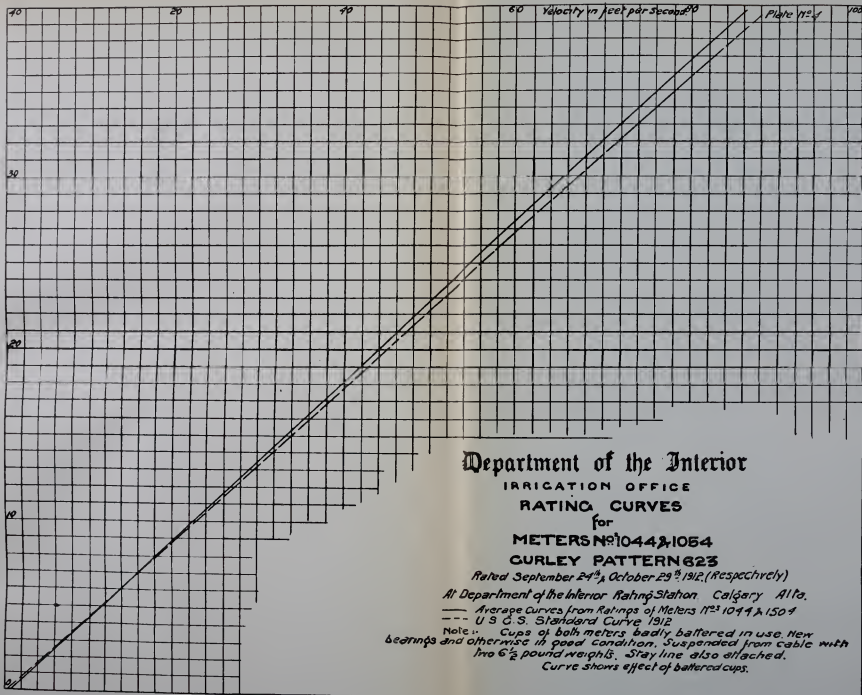 40 20 40 60 Velocity in feet per second 80 Plate Nº 4 100
30
20
10
0
Department of the Interior
IRRIGATION OFFICE
RATING CURVES
for
METERS Nºˢ 1044 & 1054
GURLEY PATTERN 623
Rated September 24ᵗʰ & October 29ᵗʰ 1912 (Respectively)
At Department of the Interior Rating Station Calgary Alta.
Average Curves from Ratings of Meters Nºˢ 1044 & 1504
U S G.S. Standard Curve 1912
Note:- Cups of both meters badly battered in use. New
bearings and otherwise in good condition. Suspended from cable with
two 6½ pound weights. Stay line also attached.
Curve shows effect of battered cups.